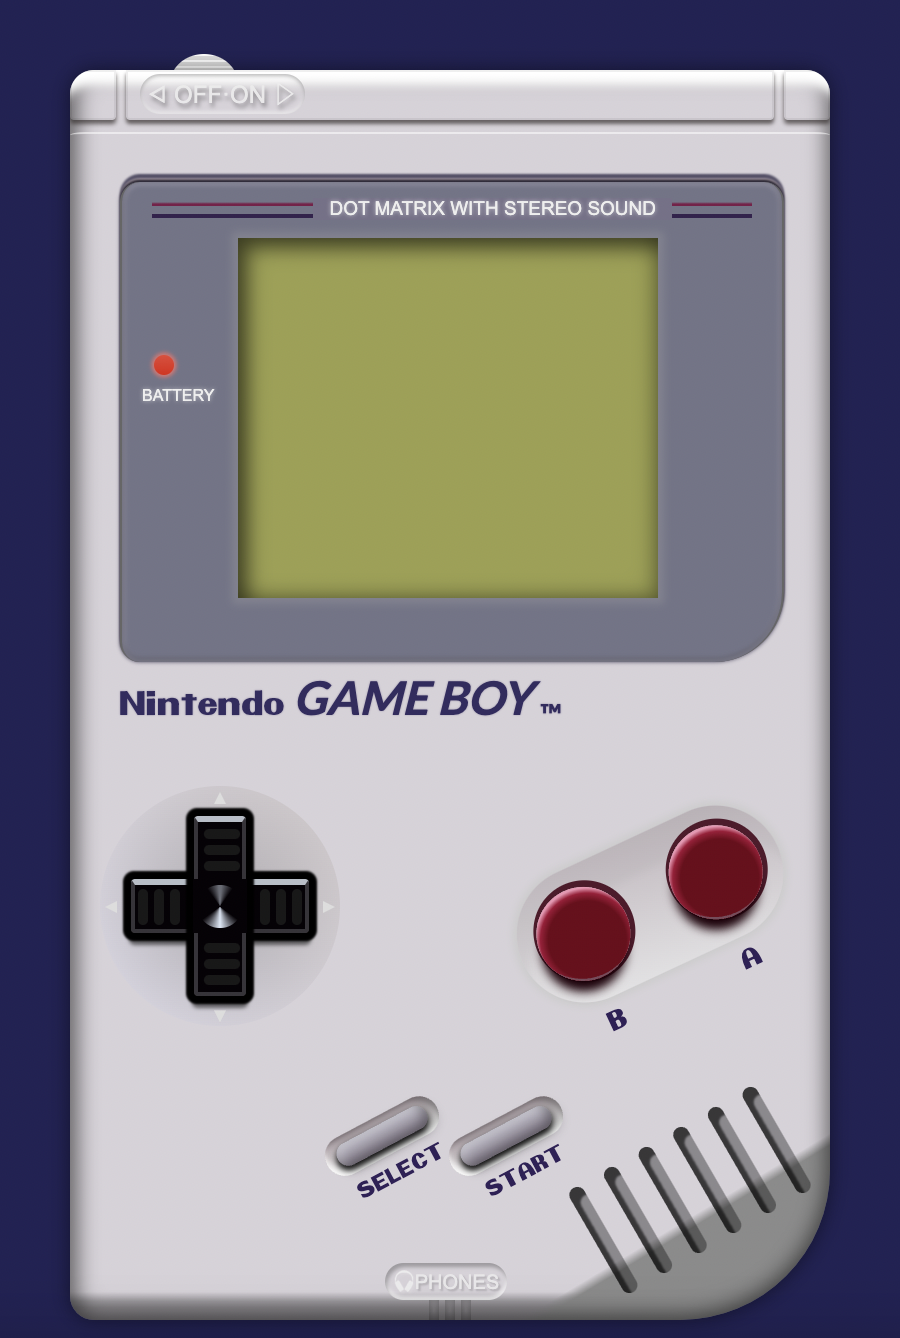 OFF·ON
DOT MATRIX WITH STEREO SOUND
BATTERY
Nintendo GAME BOY™
A
B
SELECT
START
PHONES